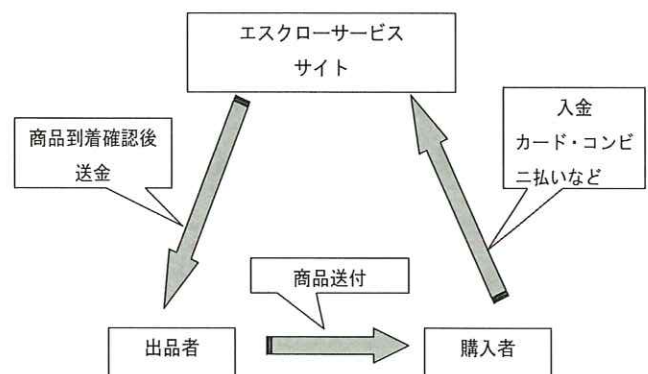 エスクローサービス
サイト
商品到着確認後
送金
入金
カード・コンビ
ニ払いなど
商品送付
出品者
購入者